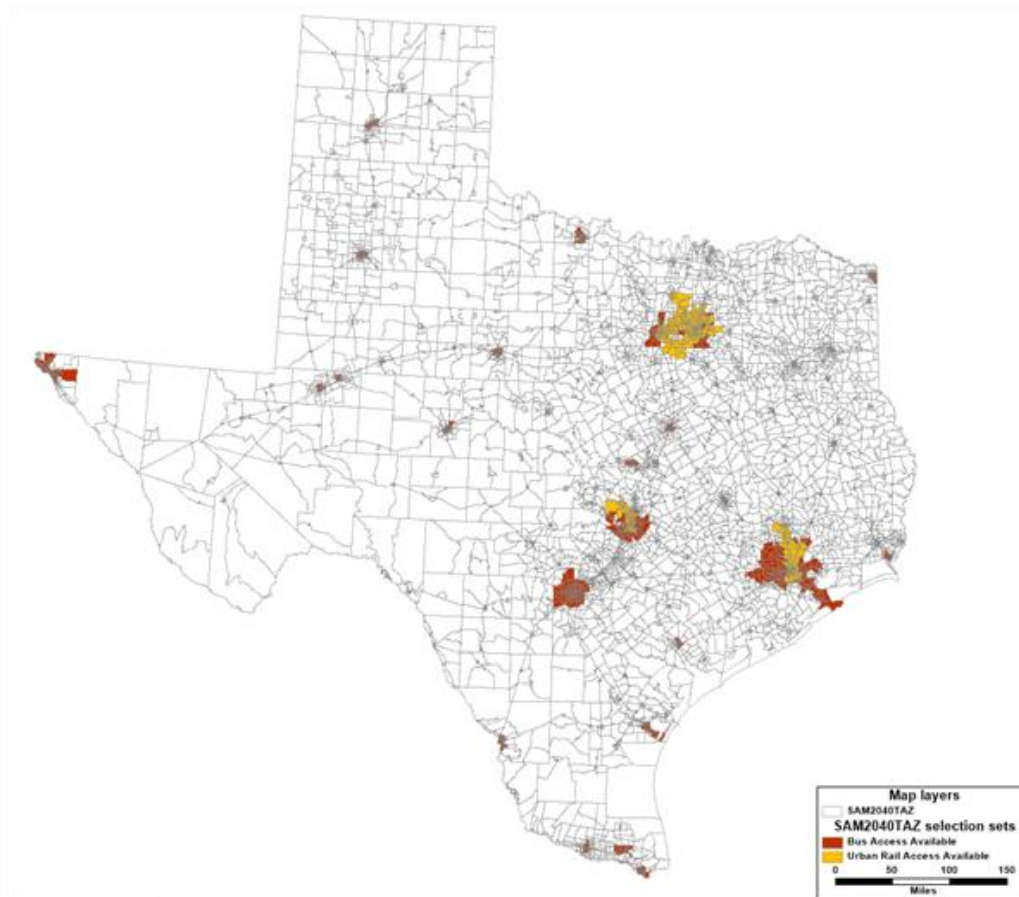 Map layers
SAM2040TAZ
SAM2040TAZ selection sets
Bus Access Available
Urban Rail Access Available
0 50 100 150
Miles